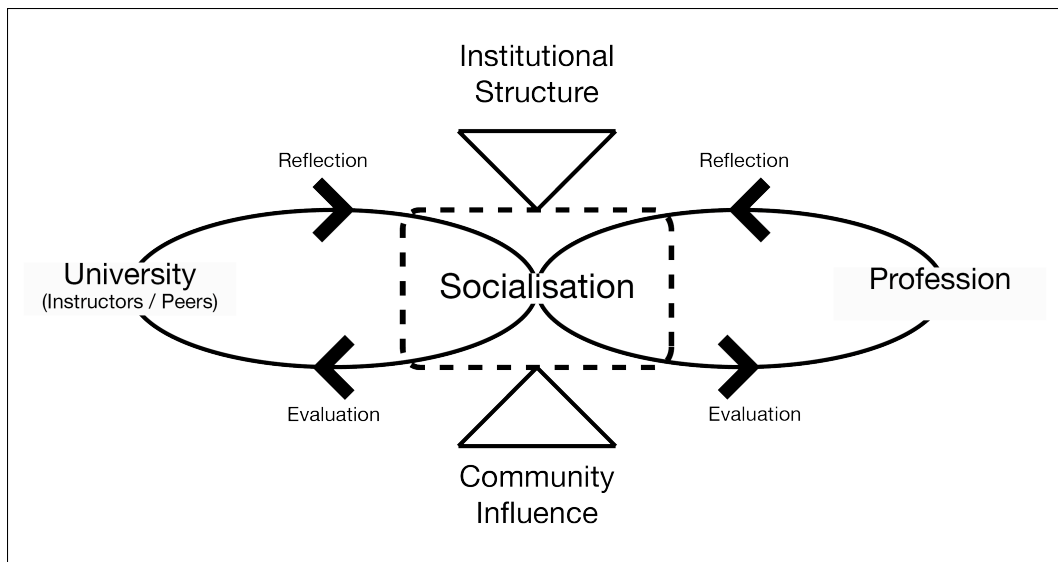 Institutional
Structure
Reflection
Reflection
University
(Instructors / Peers)
Socialisation
Profession
Evaluation
Evaluation
Community
Influence